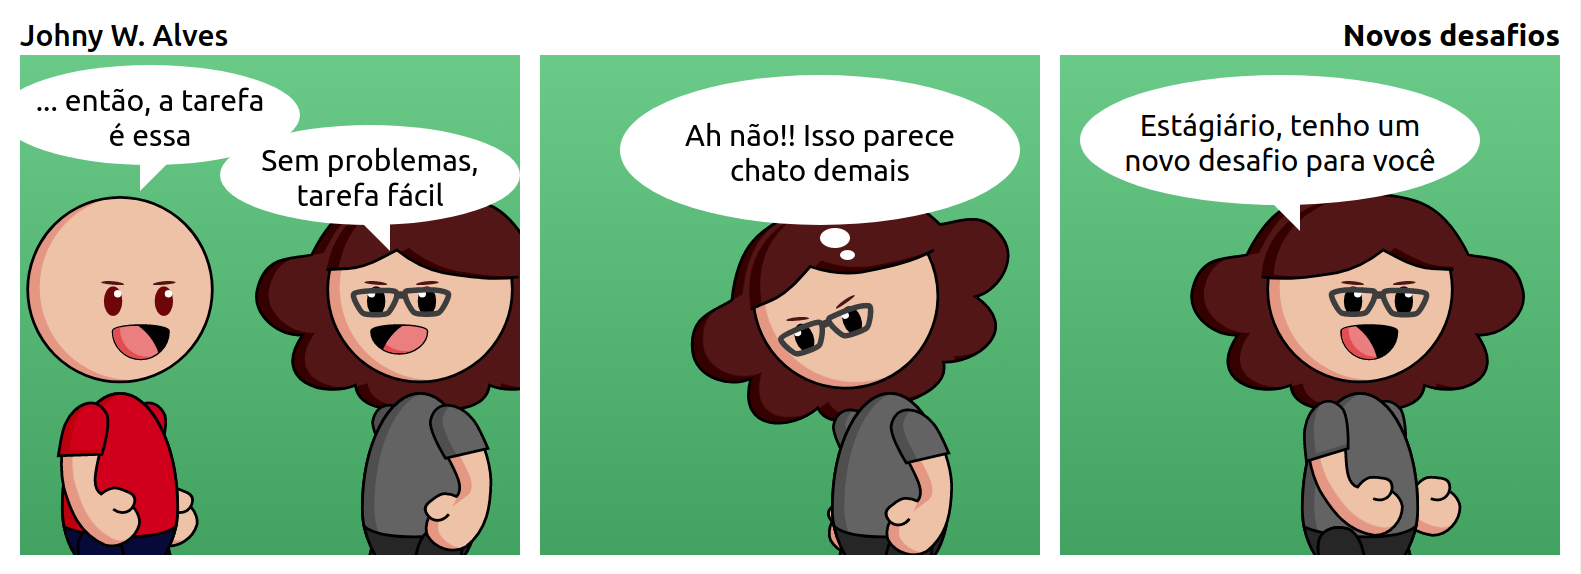 Johny W. Alves
Novos desafios
... então, a tarefa
é essa
Sem problemas,
tarefa fácil
Ah não!! Isso parece
chato demais
Estágiário, tenho um
novo desafio para você